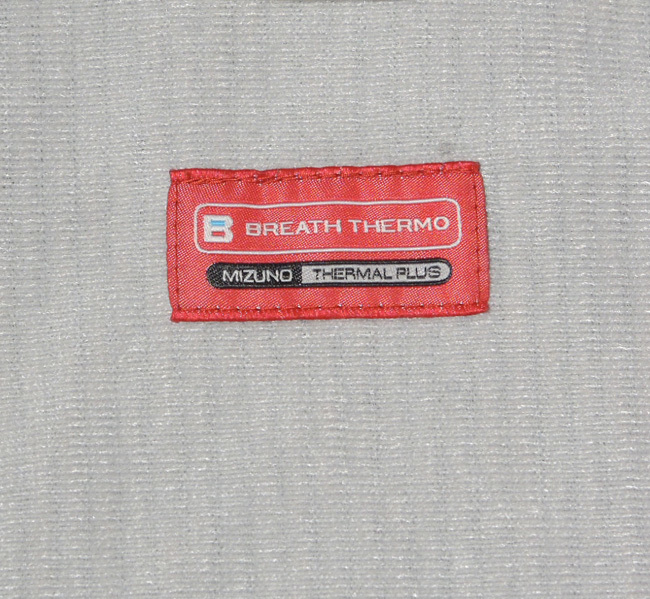 B BREATH THERMO
MIZUNO THERMAL PLUS